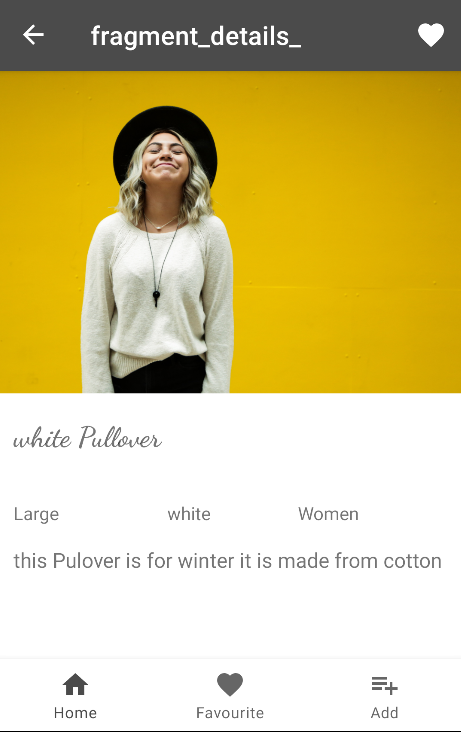 fragment_details_
white Pullover
Large white Women
this Pulover is for winter it is made from cotton
Home Favourite Add